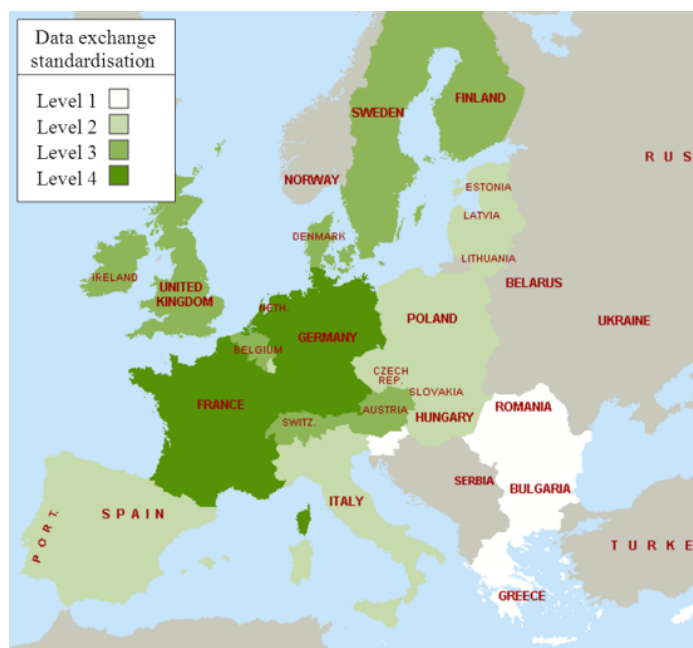 Data exchange
standardisation
Level 1
Level 2
Level 3
Level 4
FINLAND
SWEDEN
RUS
NORWAY
ESTONIA
LATVIA
DENMARK
LITHUANIA
IRELAND
UNITED
KINGDOM
BELARUS
NETH.
POLAND
UKRAINE
GERMANY
BELGIUM
CZECH
REP.
SLOVAKIA
FRANCE
AUSTRIA
HUNGARY
ROMANIA
SWITZ.
SERBIA
BULGARIA
ITALY
SPAIN
PORT.
TURKE
GREECE